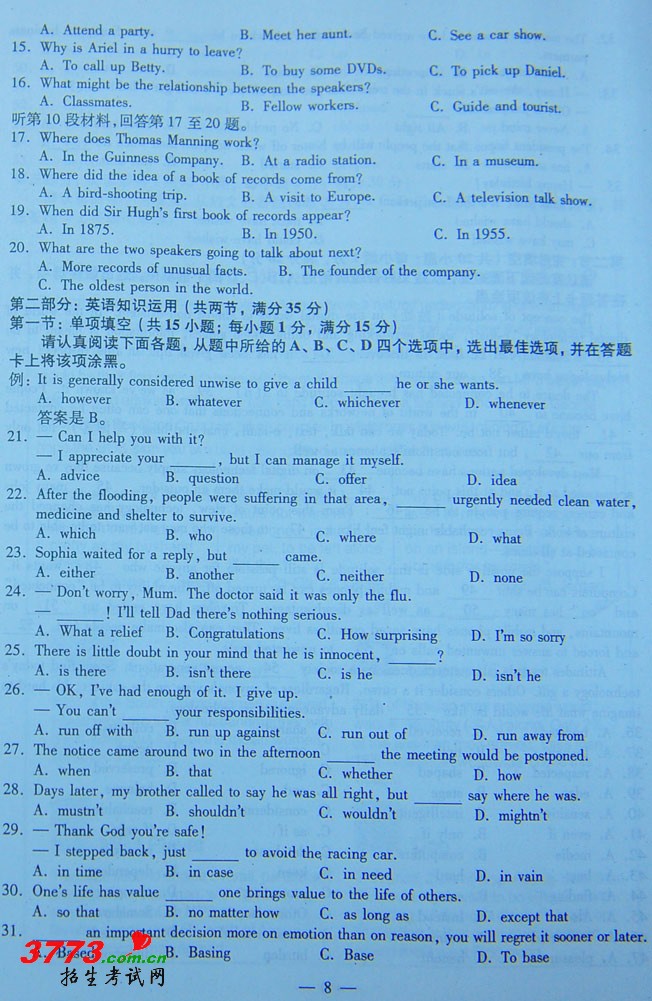 A. Attend a party. B. Meet her aunt. C. See a car show.
15. Why is Ariel in a hurry to leave?
A. To call up Betty. B. To buy some DVDs. C. To pick up Daniel.
16. What might be the relationship between the speakers?
A. Classmates. B. Fellow workers. C. Guide and tourist.
听第 10 段材料,回答第 17 至 20 题。
17. Where does Thomas Manning work?
A. In the Guinness Company. B. At a radio station. C. In a museum.
18. Where did the idea of a book of records come from?
A. A bird-shooting trip. B. A visit to Europe. C. A television talk show.
19. When did Sir Hugh's first book of records appear?
A. In 1875. B. In 1950. C. In 1955.
20. What are the two speakers going to talk about next?
A. More records of unusual facts. B. The founder of the company.
C. The oldest person in the world.
第二部分:英语知识运用(共两节,满分 35 分)
第一节:单项填空(共 15 小题;每小题 1 分,满分 15 分)
请认真阅读下面各题,从题中所给的 A、B、C、D 四个选项中,选出最佳选项,并在答题
卡上将该项涂黑。
例: It is generally considered unwise to give a child ______ he or she wants.
A. however B. whatever C. whichever D. whenever
答案是 B。
21. — Can I help you with it?
— I appreciate your ______, but I can manage it myself.
A. advice B. question C. offer D. idea
22. After the flooding, people were suffering in that area, ______ urgently needed clean water,
medicine and shelter to survive.
A. which B. who C. where D. what
23. Sophia waited for a reply, but ______ came.
A. either B. another C. neither D. none
24. — Don't worry, Mum. The doctor said it was only the flu.
— ______! I'll tell Dad there's nothing serious.
A. What a relief B. Congratulations C. How surprising D. I'm so sorry
25. There is little doubt in your mind that he is innocent, ______?
A. is there B. isn't there C. is he D. isn't he
26. — OK, I've had enough of it. I give up.
— You can't ______ your responsibilities.
A. run off with B. run up against C. run out of D. run away from
27. The notice came around two in the afternoon ______ the meeting would be postponed.
A. when B. that C. whether D. how
28. Days later, my brother called to say he was all right, but ______ say where he was.
A. mustn't B. shouldn't C. wouldn't D. mightn't
29. — Thank God you're safe!
— I stepped back, just ______ to avoid the racing car.
A. in time B. in case C. in need D. in vain
30. One's life has value ______ one brings value to the life of others.
A. so that B. no matter how C. as long as D. except that
31. ______ an important decision more on emotion than on reason, you will regret it sooner or later.
A. Based B. Basing C. Base D. To base
3773.com.cn
招生考试网
— 8 —